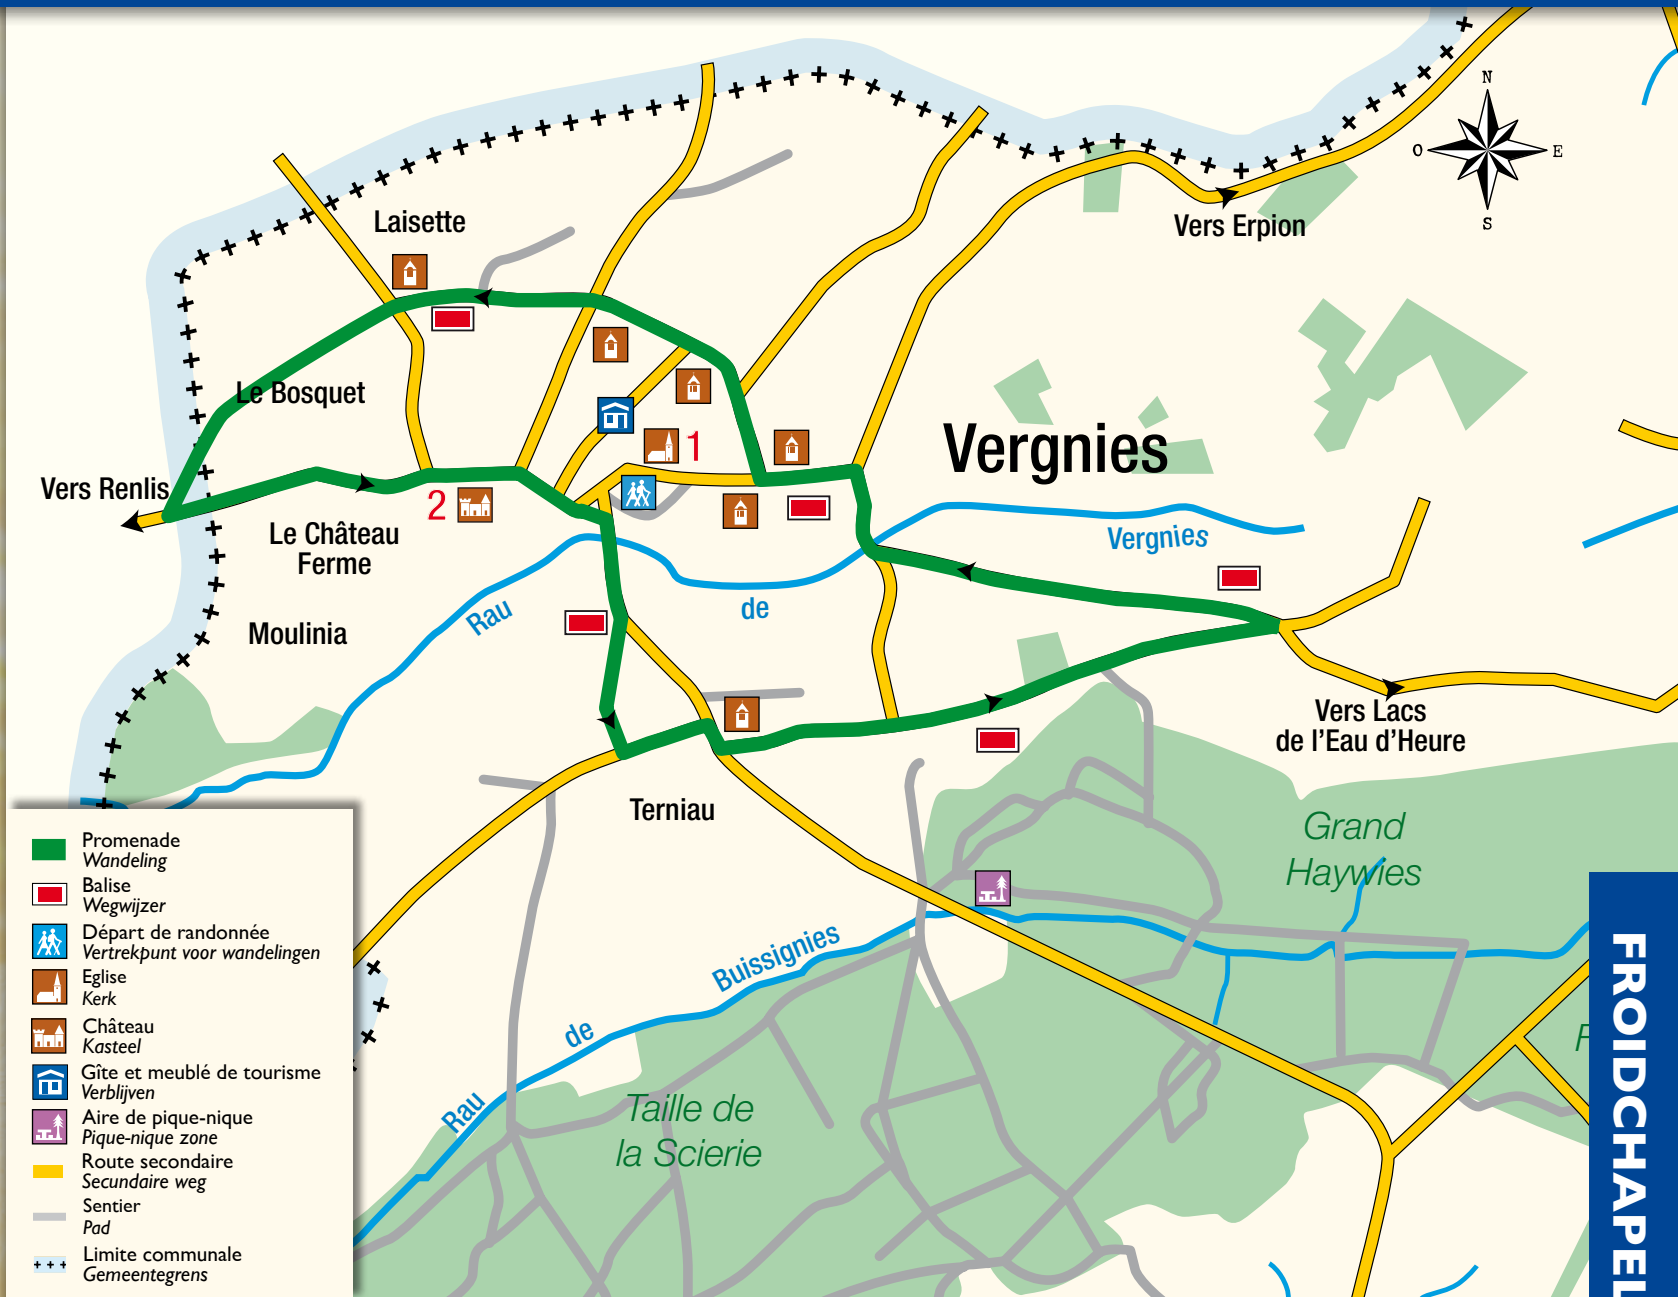 N
O
E
S
Laisette
Vers Erpion
Le Bosquet
1
Vergnies
Vers Renlis
2
Le Château
Ferme
Vergnies
Rau
de
Moulinia
Vers Lacs
de l'Eau d'Heure
Terniau
Grand
Haywies
Buissignies
de
Rau
Taille de
la Scierie
F
FROIDCHAPEL
Promenade
Wandeling
Balise
Wegwijzer
Départ de randonnée
Vertrekpunt voor wandelingen
Eglise
Kerk
Château
Kasteel
Gîte et meublé de tourisme
Verblijven
Aire de pique-nique
Pique-nique zone
Route secondaire
Secundaire weg
Sentier
Pad
Limite communale
Gemeentegrens